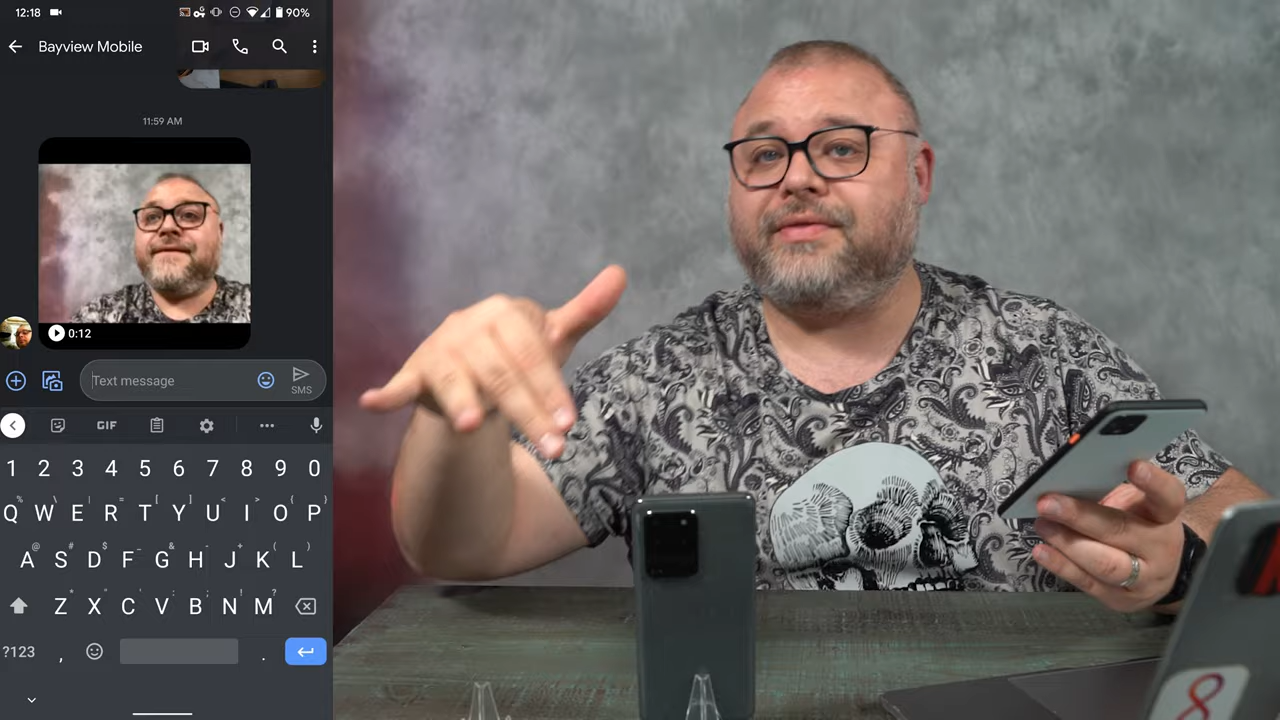 12:18 90%
Bayview Mobile
11:59 AM
0:12
Text message
SMS
GIF
1 2 3 4 5 6 7 8 9 0
% \ | = [ ] < > { }
Q W E R T Y U I O P
@ # $ _ & - + ( )
A S D F G H J K L
* " ' : ; ! ?
Z X C V B N M
?123 , .
8